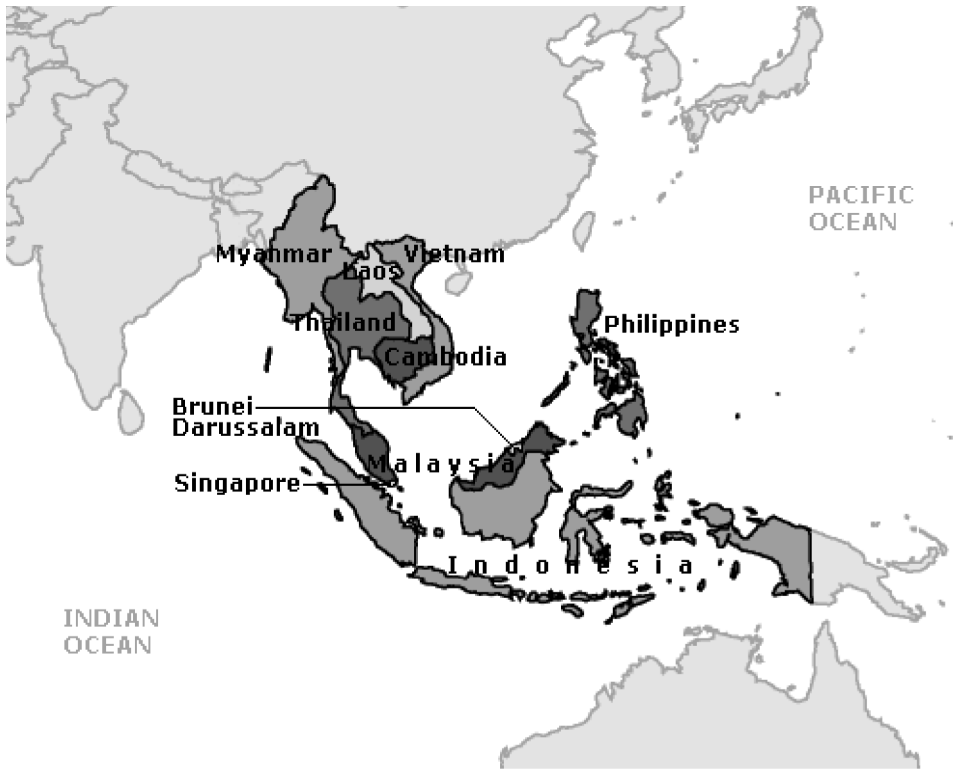 PACIFIC
OCEAN
Myanmar
Vietnam
Laos
Thailand
Philippines
Cambodia
Brunei
Darussalam
Malaysia
Singapore
Indonesia
INDIAN
OCEAN